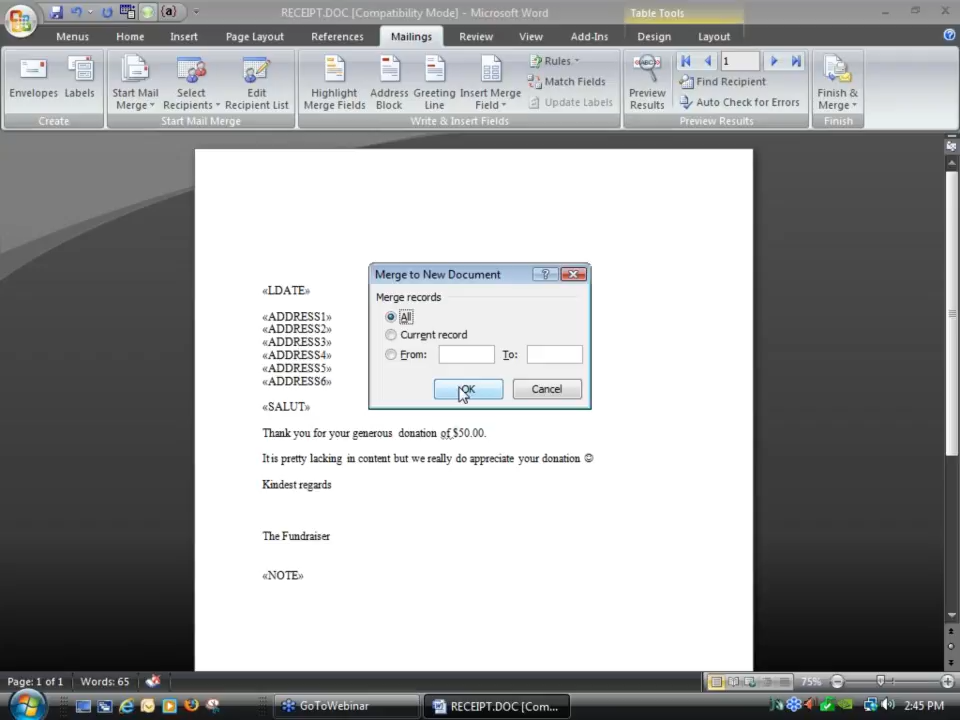 {a}
RECEIPT.DOC [Compatibility Mode] - Microsoft Word
Table Tools
Menus
Home
Insert
Page Layout
References
Mailings
Review
View
Add-Ins
Design
Layout
Envelopes
Labels
Create
Start Mail
Merge
Select
Recipients
Edit
Recipient List
Start Mail Merge
Highlight
Merge Fields
Address
Block
Greeting
Line
Insert Merge
Field
Rules
Match Fields
Update Labels
Write & Insert Fields
ABC
Preview
Results
1
Find Recipient
Auto Check for Errors
Preview Results
Finish &
Merge
Finish
«LDATE»
«ADDRESS1»
«ADDRESS2»
«ADDRESS3»
«ADDRESS4»
«ADDRESS5»
«ADDRESS6»
«SALUT»
Thank you for your generous donation of $50.00.
It is pretty lacking in content but we really do appreciate your donation ☺
Kindest regards
The Fundraiser
«NOTE»
Merge to New Document
Merge records
All
Current record
From:
To:
OK
Cancel
Page: 1 of 1
Words: 65
75%
GoToWebinar
RECEIPT.DOC [Com...
2:45 PM